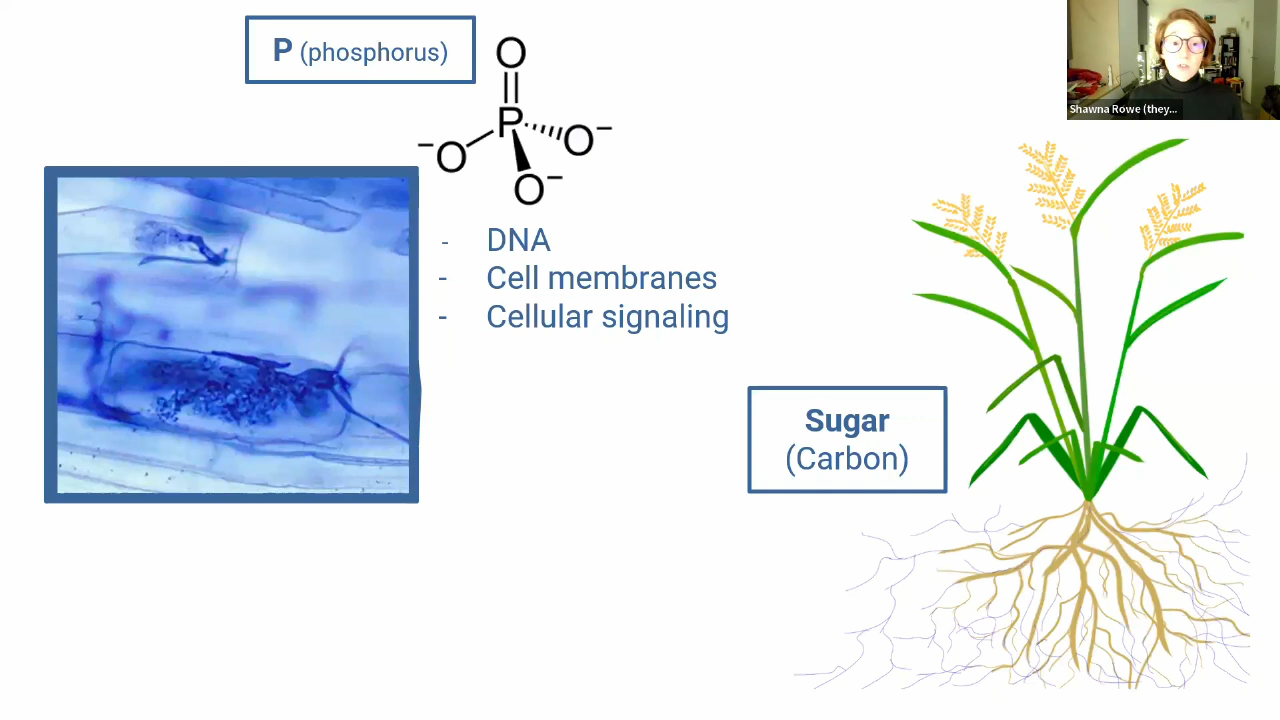 P (phosphorus)
O
P
⁻O
O⁻
O⁻
- DNA
- Cell membranes
- Cellular signaling
Sugar
(Carbon)
Shawna Rowe (they...